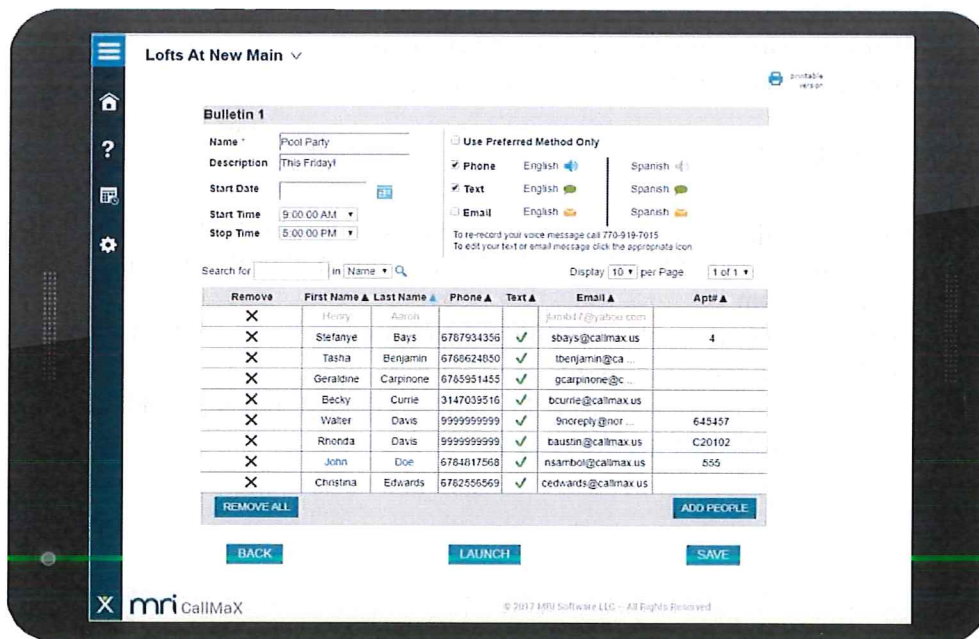 Lofts At New Main
printable
version
Bulletin 1
Name *
Pool Party
Description
This Friday!
Start Date
Start Time
9:00:00 AM
Stop Time
5:00:00 PM
Use Preferred Method Only
Phone English Spanish
Text English Spanish
Email English Spanish
To re-record your voice message call 770-919-7015
To edit your text or email message click the appropriate icon
Search for in Name
Display 10 per Page 1 of 1
Remove First Name Last Name Phone Text Email Apt#
Henry Aaron
Stefanye Bays 6787934356 sbays@callmax.us 4
Tasha Benjamin 6788624850 tbenjamin@ca ...
Geraldine Carpinone 6785951455 gcarpinone@c ...
Becky Currie 3147039516 bcurrie@callmax.us
Walter Davis 9999999999 9noreply@nor ... 645457
Rhonda Davis 9999999999 baustin@callmax.us C20102
John Doe 6784817568 nsambol@callmax.us 555
Christina Edwards 6782556569 cedwards@callmax.us
REMOVE ALL
ADD PEOPLE
BACK
LAUNCH
SAVE
mri CallMaX
© 2017 MRI Software LLC – All Rights Reserved